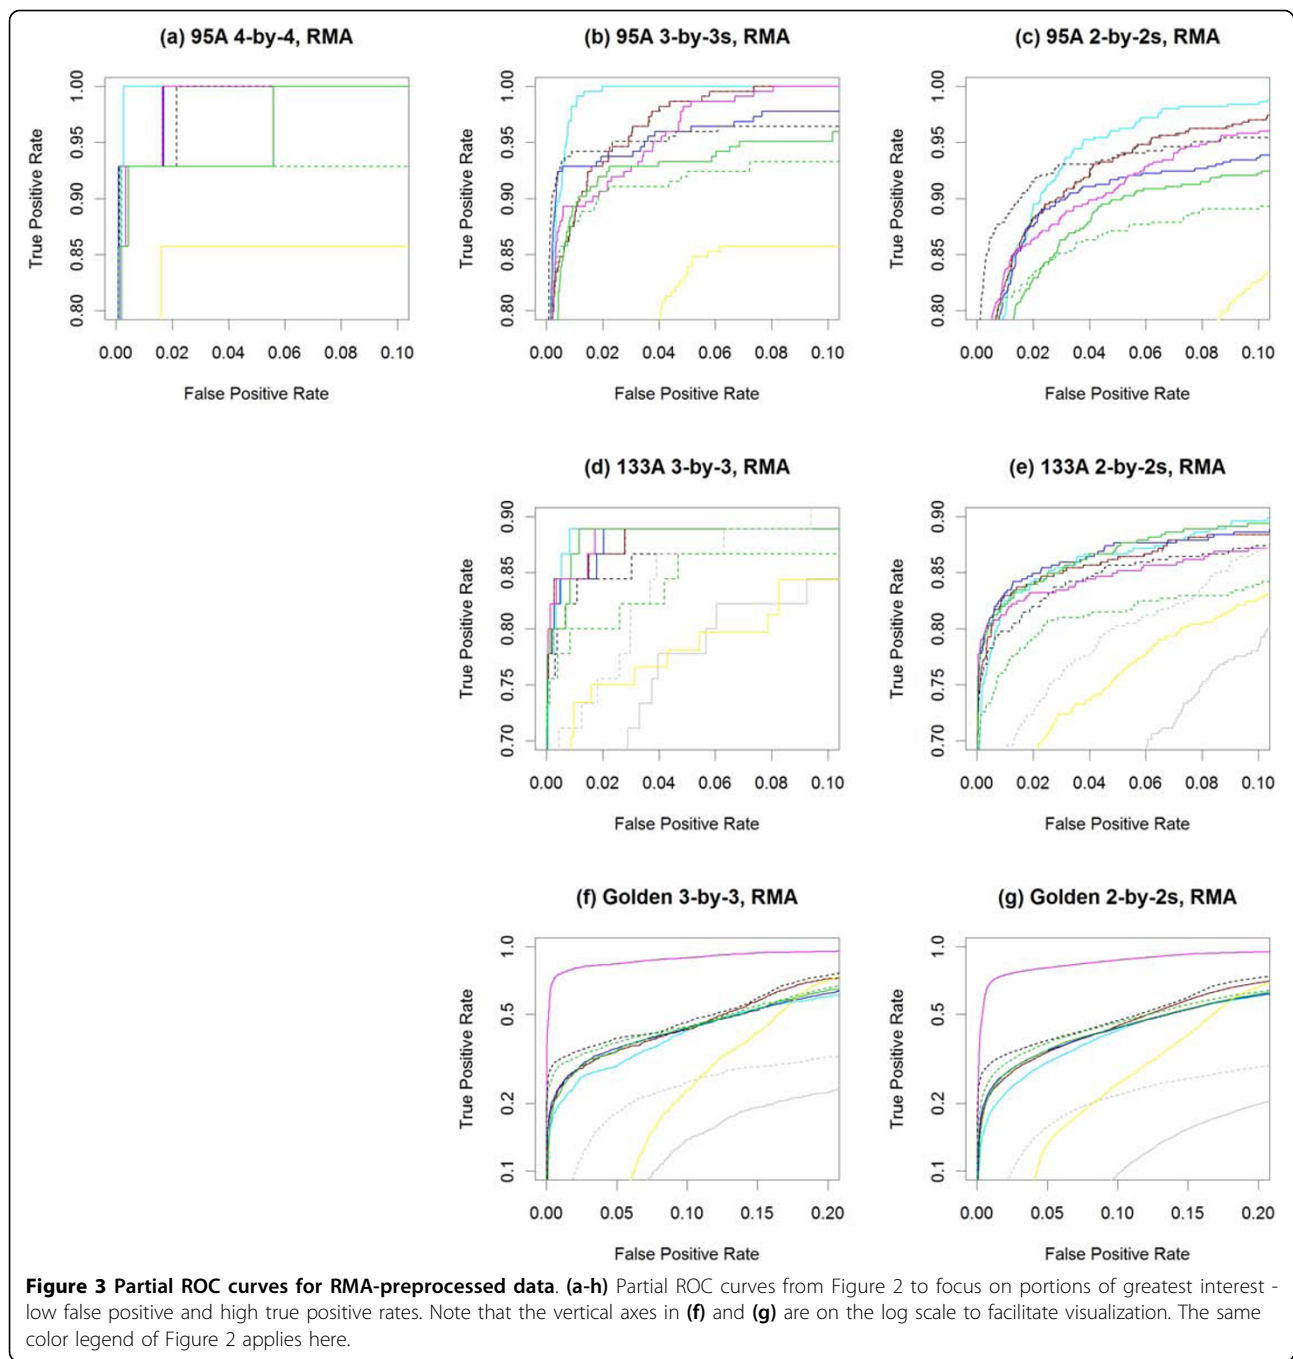 (a) 95A 4-by-4, RMA
True Positive Rate
1.00
0.95
0.90
0.85
0.80
0.00 0.02 0.04 0.06 0.08 0.10
False Positive Rate
(b) 95A 3-by-3s, RMA
True Positive Rate
1.00
0.95
0.90
0.85
0.80
0.00 0.02 0.04 0.06 0.08 0.10
False Positive Rate
(c) 95A 2-by-2s, RMA
True Positive Rate
1.00
0.95
0.90
0.85
0.80
0.00 0.02 0.04 0.06 0.08 0.10
False Positive Rate
(d) 133A 3-by-3, RMA
True Positive Rate
0.90
0.85
0.80
0.75
0.70
0.00 0.02 0.04 0.06 0.08 0.10
False Positive Rate
(e) 133A 2-by-2s, RMA
True Positive Rate
0.90
0.85
0.80
0.75
0.70
0.00 0.02 0.04 0.06 0.08 0.10
False Positive Rate
(f) Golden 3-by-3, RMA
True Positive Rate
1.0
0.5
0.2
0.1
0.00 0.05 0.10 0.15 0.20
False Positive Rate
(g) Golden 2-by-2s, RMA
True Positive Rate
1.0
0.5
0.2
0.1
0.00 0.05 0.10 0.15 0.20
False Positive Rate
Figure 3 Partial ROC curves for RMA-preprocessed data. (a-h) Partial ROC curves from Figure 2 to focus on portions of greatest interest -
low false positive and high true positive rates. Note that the vertical axes in (f) and (g) are on the log scale to facilitate visualization. The same
color legend of Figure 2 applies here.